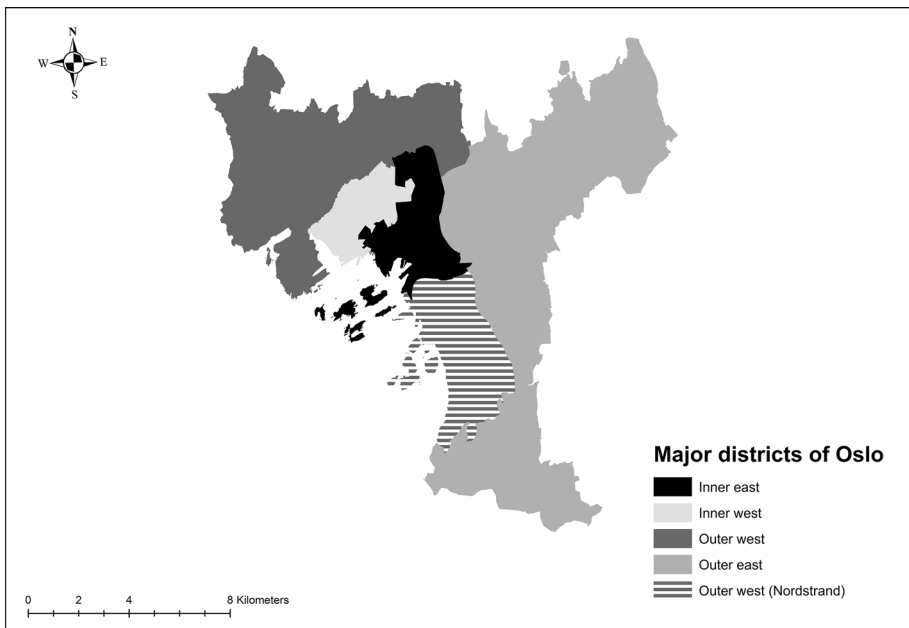 N
W E
S
Major districts of Oslo
Inner east
Inner west
Outer west
Outer east
Outer west (Nordstrand)
0 2 4 8 Kilometers